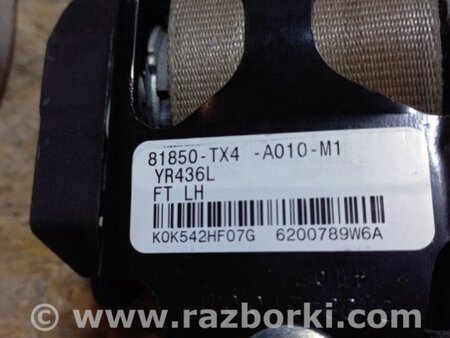 81850-TX4 -A010-M1
YR436L
FT LH
K0K542HF07G 6200789W6A
www.razborki.com